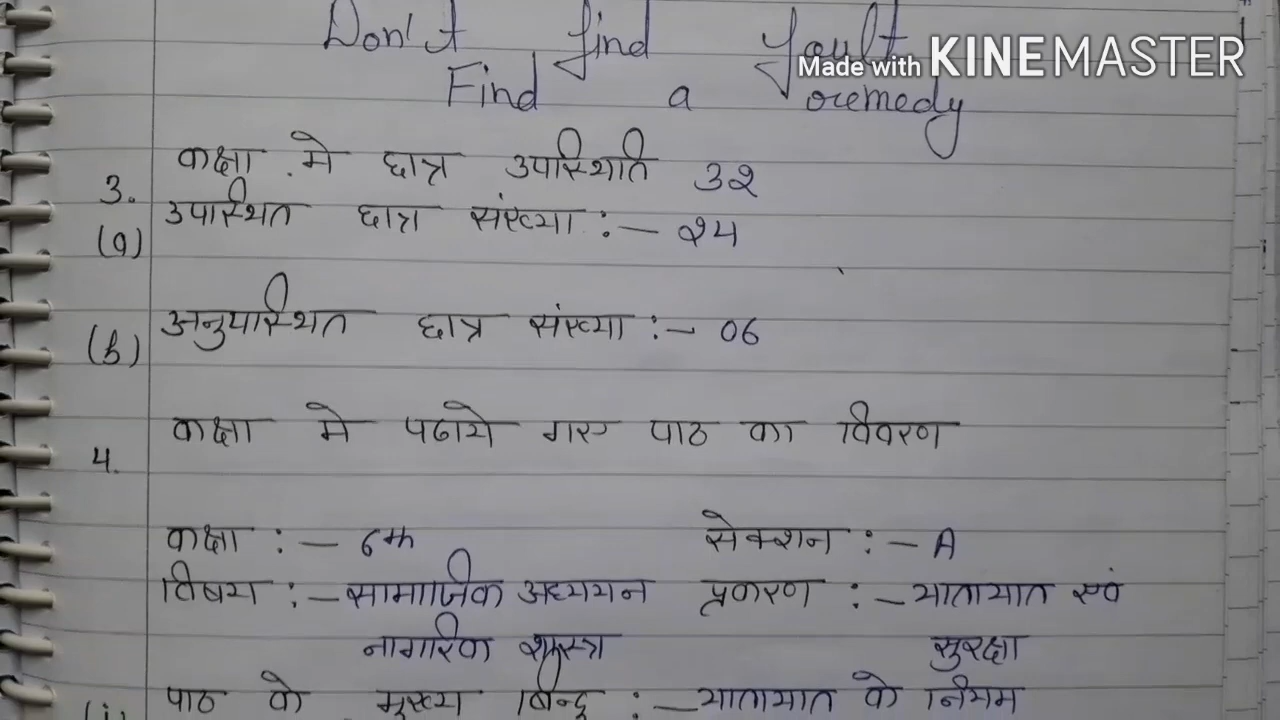 Don't find fault
Made with KINEMASTER
Find a remedy
3. कक्षा मे छात्र उपस्थिति 32
(a) उपस्थित छात्र संख्या :- 24
(b) अनुपस्थित छात्र संख्या :- 06
4. कक्षा मे पढाये गए पाठ का विवरण
कक्षा :- 6th सेक्शन :- A
विषय :- सामाजिक अध्ययन प्रकरण :- यातायात एवं
नागरिक शास्त्र सुरक्षा
(i) पाठ के मुख्य बिन्दु :- यातायात के नियम